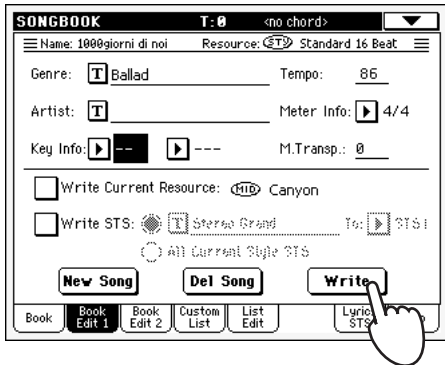 SONGBOOK T:0 <no chord>
Name: 1000giorni di noi Resource: STY Standard 16 Beat
Genre: T Ballad Tempo: 86
Artist: T Meter Info: 4/4
Key Info: -- --- M.Transp.: 0
Write Current Resource: MID Canyon
Write STS: T Stereo Grand To: STS1
All Current Style STS
New Song Del Song Write
Book Book Edit 1 Book Edit 2 Custom List List Edit Lyrics STS